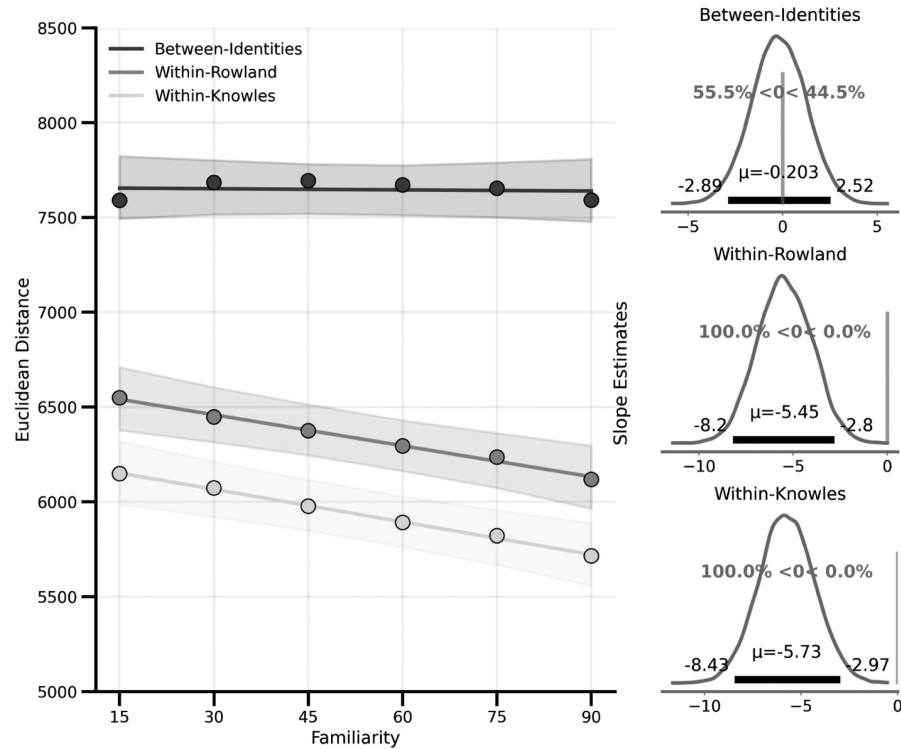 Between-Identities
Within-Rowland
Within-Knowles
8500
8000
7500
7000
6500
6000
5500
5000
Euclidean Distance
15 30 45 60 75 90
Familiarity
Slope Estimates
Between-Identities
55.5% <0< 44.5%
μ=-0.203
-2.89 2.52
−5 0 5
Within-Rowland
100.0% <0< 0.0%
μ=-5.45
-8.2 -2.8
−10 −5 0
Within-Knowles
100.0% <0< 0.0%
μ=-5.73
-8.43 -2.97
−10 −5 0